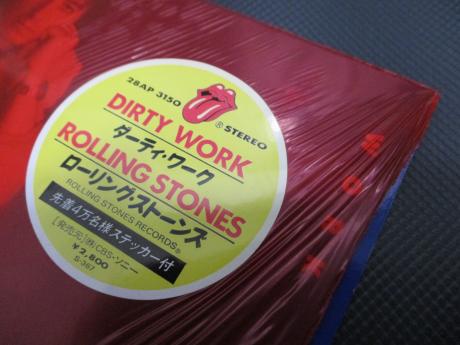 28AP 3150
® STEREO
DIRTY WORK
ダーティ・ワーク
ROLLING STONES
ローリング・ストーンズ
ROLLING STONES RECORDS®
先着4万名様ステッカー付
[発売元]㈱CBS・ソニー
¥2,800
S-367